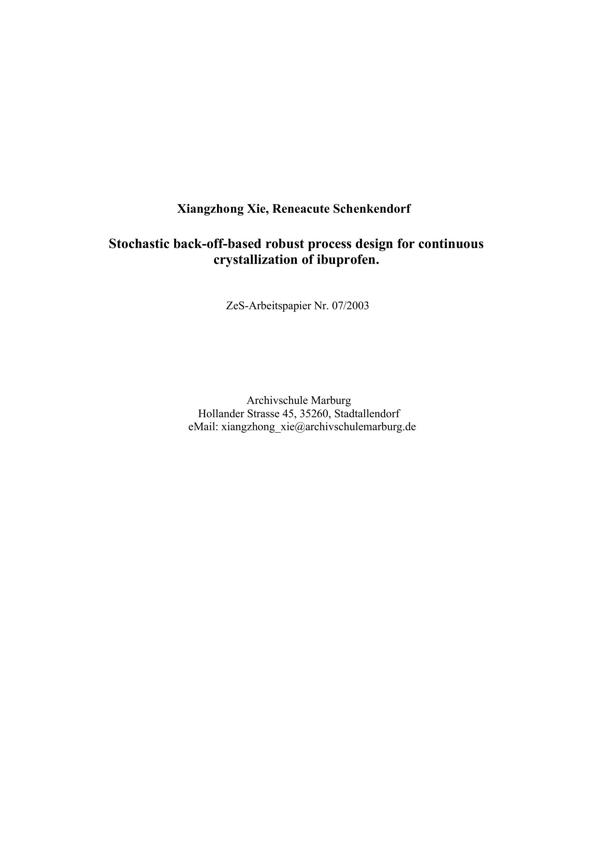 Xiangzhong Xie, Reneacute Schenkendorf
Stochastic back-off-based robust process design for continuous
crystallization of ibuprofen.
ZeS-Arbeitspapier Nr. 07/2003
Archivschule Marburg
Hollander Strasse 45, 35260, Stadtallendorf
eMail: xiangzhong_xie@archivschulemarburg.de